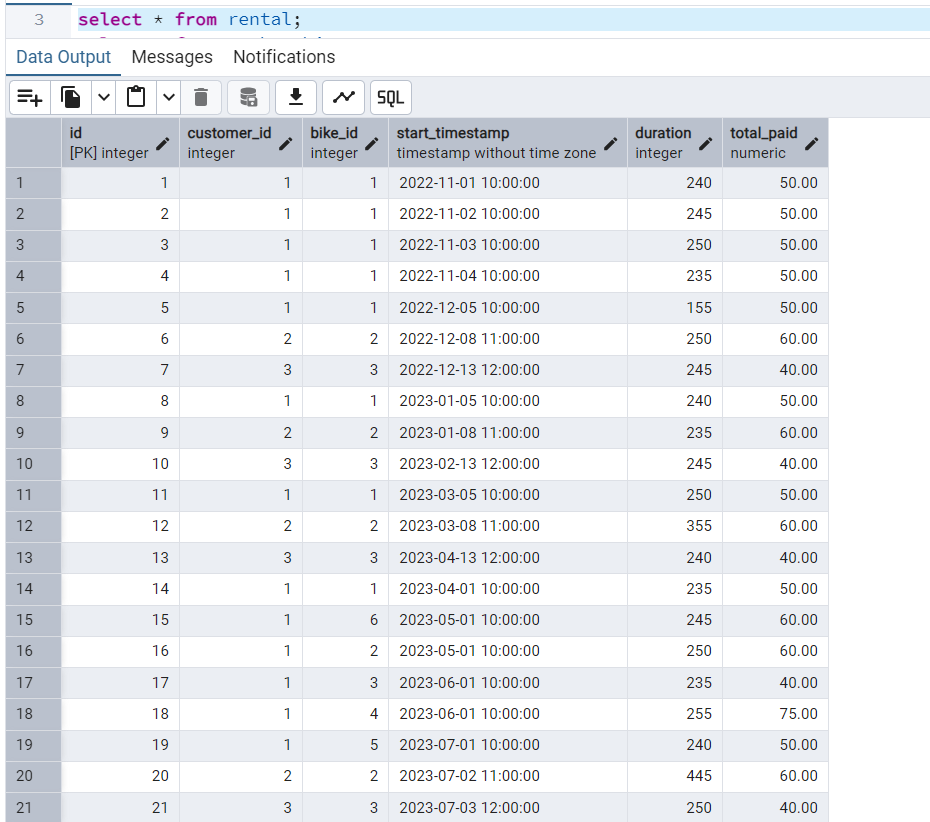 3 select * from rental;
Data Output Messages Notifications
SQL
id customer_id bike_id start_timestamp duration total_paid
[PK] integer integer integer timestamp without time zone integer numeric
1 1 1 1 2022-11-01 10:00:00 240 50.00
2 2 1 1 2022-11-02 10:00:00 245 50.00
3 3 1 1 2022-11-03 10:00:00 250 50.00
4 4 1 1 2022-11-04 10:00:00 235 50.00
5 5 1 1 2022-12-05 10:00:00 155 50.00
6 6 2 2 2022-12-08 11:00:00 250 60.00
7 7 3 3 2022-12-13 12:00:00 245 40.00
8 8 1 1 2023-01-05 10:00:00 240 50.00
9 9 2 2 2023-01-08 11:00:00 235 60.00
10 10 3 3 2023-02-13 12:00:00 245 40.00
11 11 1 1 2023-03-05 10:00:00 250 50.00
12 12 2 2 2023-03-08 11:00:00 355 60.00
13 13 3 3 2023-04-13 12:00:00 240 40.00
14 14 1 1 2023-04-01 10:00:00 235 50.00
15 15 1 6 2023-05-01 10:00:00 245 60.00
16 16 1 2 2023-05-01 10:00:00 250 60.00
17 17 1 3 2023-06-01 10:00:00 235 40.00
18 18 1 4 2023-06-01 10:00:00 255 75.00
19 19 1 5 2023-07-01 10:00:00 240 50.00
20 20 2 2 2023-07-02 11:00:00 445 60.00
21 21 3 3 2023-07-03 12:00:00 250 40.00